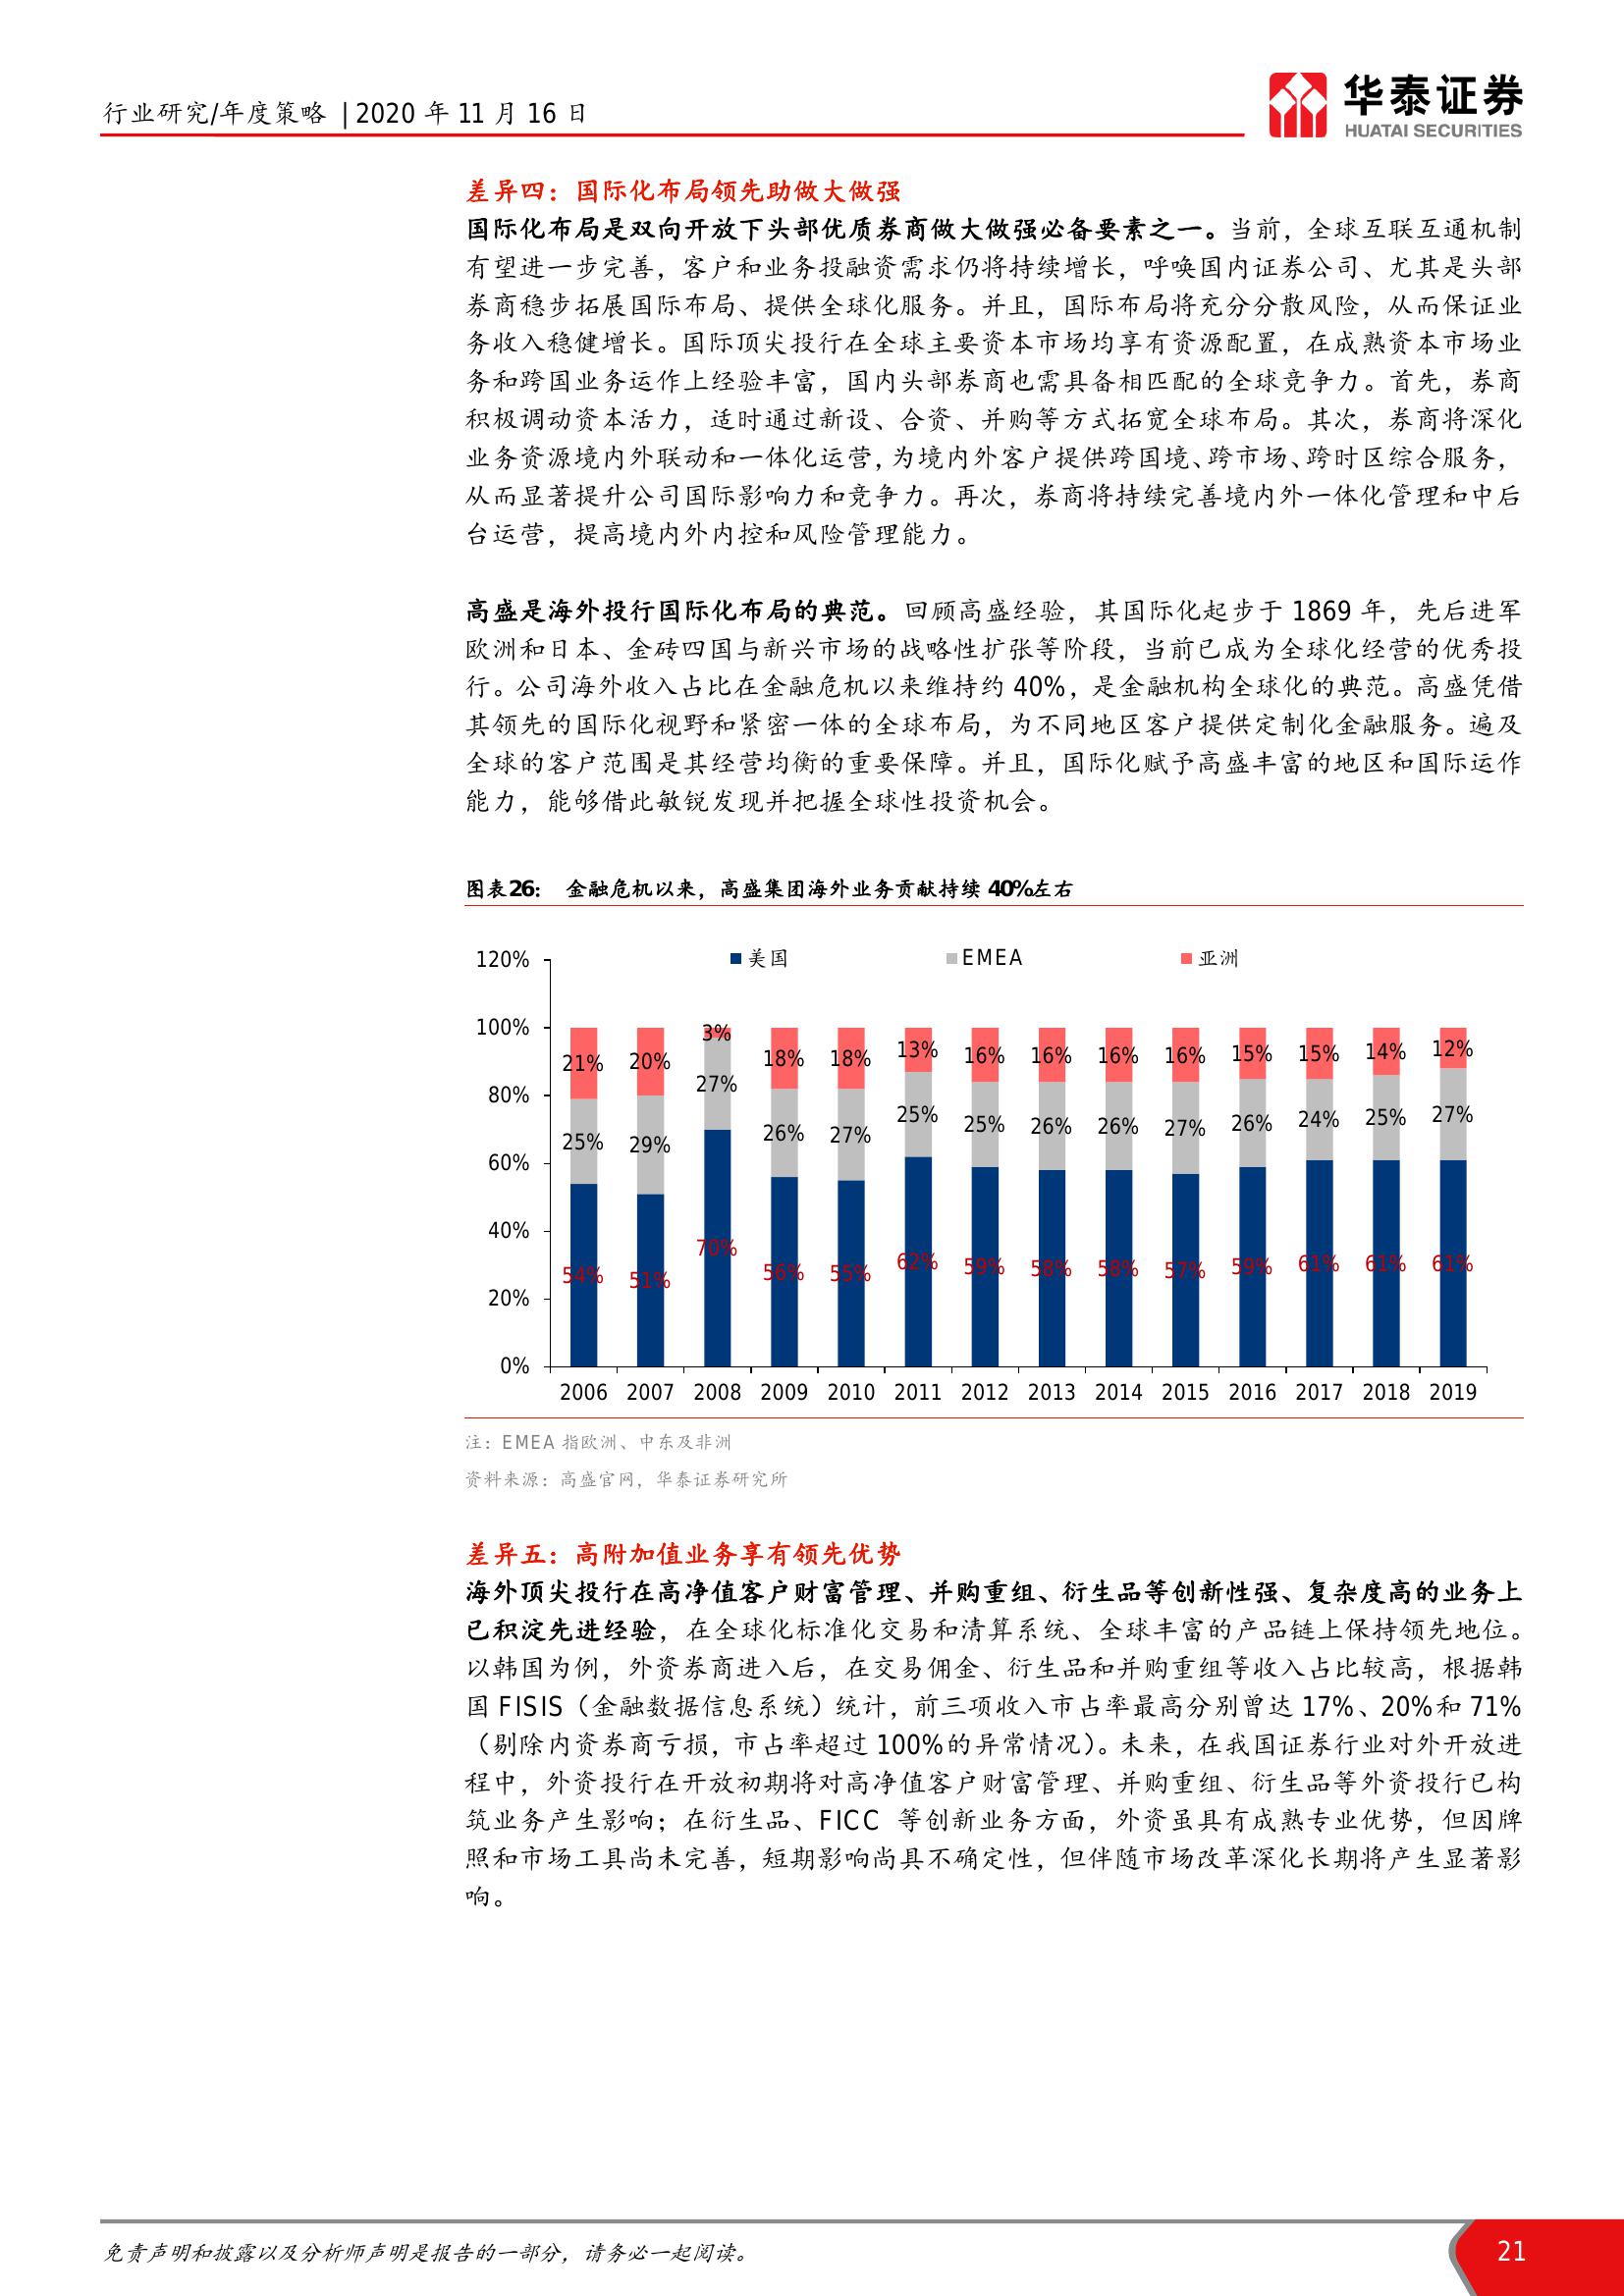 行业研究/年度策略 | 2020 年 11 月 16 日
华泰证券
HUATAI SECURITIES
差异四：国际化布局领先助做大做强
国际化布局是双向开放下头部优质券商做大做强必备要素之一。当前，全球互联互通机制
有望进一步完善，客户和业务投融资需求仍将持续增长，呼唤国内证券公司、尤其是头部
券商稳步拓展国际布局、提供全球化服务。并且，国际布局将充分分散风险，从而保证业
务收入稳健增长。国际顶尖投行在全球主要资本市场均享有资源配置，在成熟资本市场业
务和跨国业务运作上经验丰富，国内头部券商也需具备相匹配的全球竞争力。首先，券商
积极调动资本活力，适时通过新设、合资、并购等方式拓宽全球布局。其次，券商将深化
业务资源境内外联动和一体化运营，为境内外客户提供跨国境、跨市场、跨时区综合服务，
从而显著提升公司国际影响力和竞争力。再次，券商将持续完善境内外一体化管理和中后
台运营，提高境内外内控和风险管理能力。
高盛是海外投行国际化布局的典范。回顾高盛经验，其国际化起步于 1869 年，先后进军
欧洲和日本、金砖四国与新兴市场的战略性扩张等阶段，当前已成为全球化经营的优秀投
行。公司海外收入占比在金融危机以来维持约 40%，是金融机构全球化的典范。高盛凭借
其领先的国际化视野和紧密一体的全球布局，为不同地区客户提供定制化金融服务。遍及
全球的客户范围是其经营均衡的重要保障。并且，国际化赋予高盛丰富的地区和国际运作
能力，能够借此敏锐发现并把握全球性投资机会。
图表26： 金融危机以来，高盛集团海外业务贡献持续 40%左右
美国 EMEA 亚洲
120%
100%
80%
60%
40%
20%
0%
21% 20% 3% 18% 18% 13% 16% 16% 16% 16% 15% 15% 14% 12%
25% 29% 27% 26% 27% 25% 25% 26% 26% 27% 26% 24% 25% 27%
54% 51% 70% 56% 55% 62% 59% 58% 58% 57% 59% 61% 61% 61%
2006 2007 2008 2009 2010 2011 2012 2013 2014 2015 2016 2017 2018 2019
注：EMEA 指欧洲、中东及非洲
资料来源：高盛官网，华泰证券研究所
差异五：高附加值业务享有领先优势
海外顶尖投行在高净值客户财富管理、并购重组、衍生品等创新性强、复杂度高的业务上
已积淀先进经验，在全球化标准化交易和清算系统、全球丰富的产品链上保持领先地位。
以韩国为例，外资券商进入后，在交易佣金、衍生品和并购重组等收入占比较高，根据韩
国 FISIS（金融数据信息系统）统计，前三项收入市占率最高分别曾达 17%、20%和 71%
（剔除内资券商亏损，市占率超过 100%的异常情况）。未来，在我国证券行业对外开放进
程中，外资投行在开放初期将对高净值客户财富管理、并购重组、衍生品等外资投行已构
筑业务产生影响；在衍生品、FICC 等创新业务方面，外资虽具有成熟专业优势，但因牌
照和市场工具尚未完善，短期影响尚具不确定性，但伴随市场改革深化长期将产生显著影
响。
免责声明和披露以及分析师声明是报告的一部分，请务必一起阅读。
21